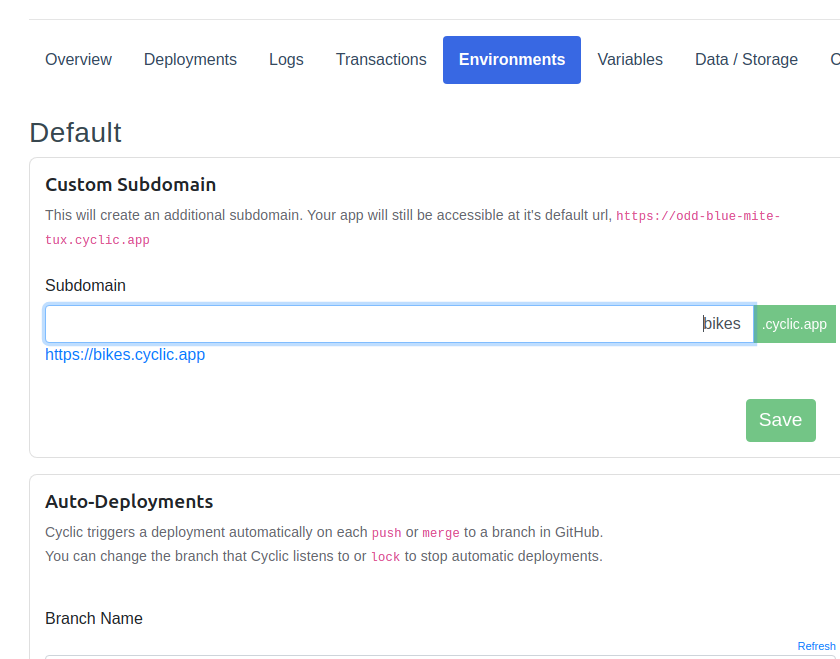 Overview Deployments Logs Transactions Environments Variables Data / Storage
Default
Custom Subdomain
This will create an additional subdomain. Your app will still be accessible at it's default url, https://odd-blue-mite-
tux.cyclic.app
Subdomain
bikes .cyclic.app
https://bikes.cyclic.app
Save
Auto-Deployments
Cyclic triggers a deployment automatically on each push or merge to a branch in GitHub.
You can change the branch that Cyclic listens to or lock to stop automatic deployments.
Branch Name
Refresh